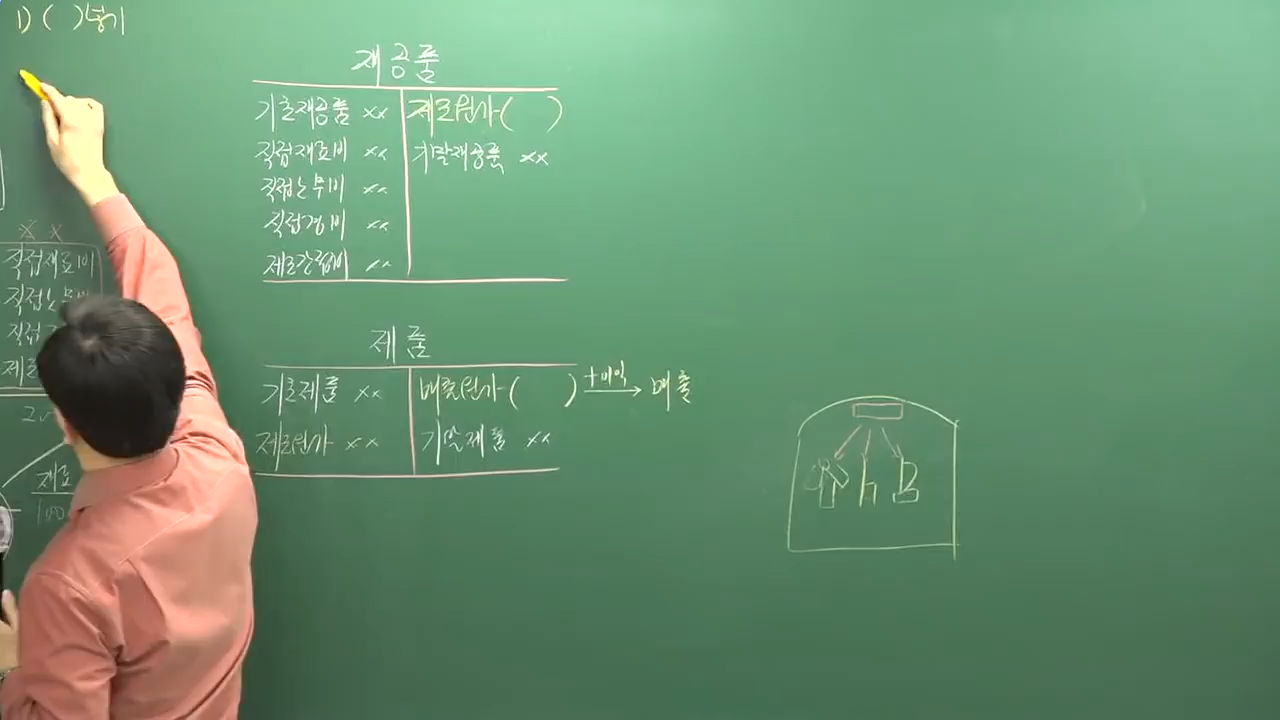 1) ( ) 넣기
재공품
기초재공품 xx 제조원가 ( )
직접재료비 xx 기말재공품 xx
직접노무비 xx
직접경비 xx
제조간접비 xx
제품
기초제품 xx 매출원가 ( ) +이익 → 매출
제조원가 xx 기말제품 xx
x x
직접재료비
직접노무비
직접
제조
재료